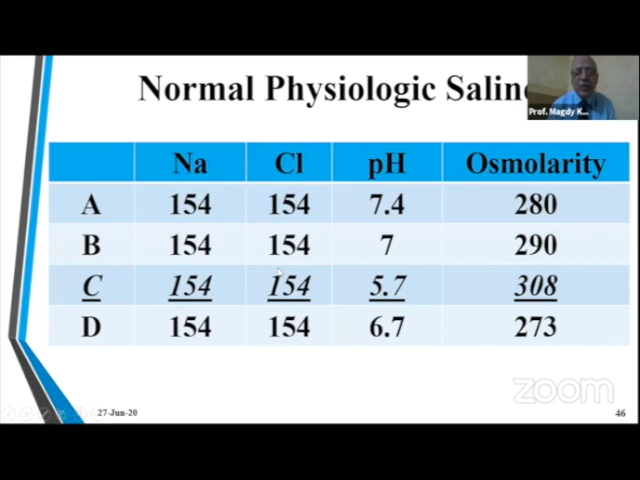 Normal Physiologic Saline
Prof. Magdy K...
Na Cl pH Osmolarity
A 154 154 7.4 280
B 154 154 7 290
C 154 154 5.7 308
D 154 154 6.7 273
zoom
27-Jun-20 46